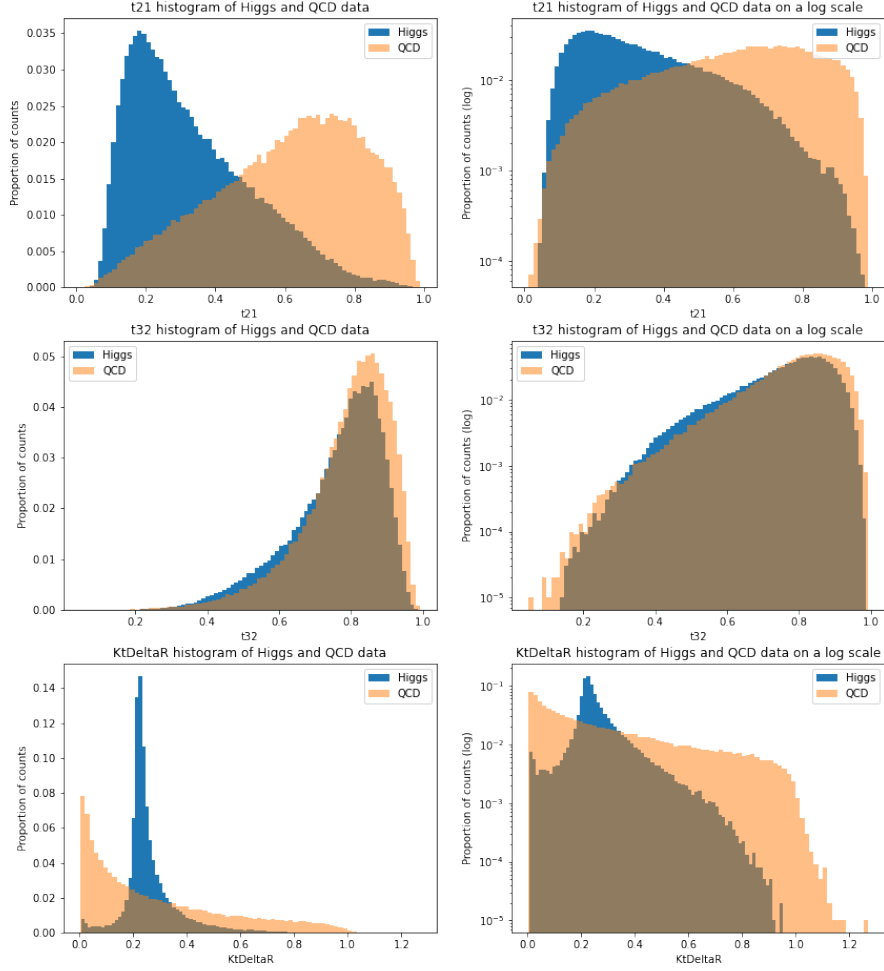 t21 histogram of Higgs and QCD data
Proportion of counts
0.035
0.030
0.025
0.020
0.015
0.010
0.005
0.000
Higgs
QCD
0.0 0.2 0.4 0.6 0.8 1.0
t21
t21 histogram of Higgs and QCD data on a log scale
Proportion of counts (log)
10⁻²
10⁻³
10⁻⁴
Higgs
QCD
0.0 0.2 0.4 0.6 0.8 1.0
t21
t32 histogram of Higgs and QCD data
Proportion of counts
0.05
0.04
0.03
0.02
0.01
0.00
Higgs
QCD
0.2 0.4 0.6 0.8 1.0
t32
t32 histogram of Higgs and QCD data on a log scale
Proportion of counts (log)
10⁻²
10⁻³
10⁻⁴
10⁻⁵
Higgs
QCD
0.2 0.4 0.6 0.8 1.0
t32
KtDeltaR histogram of Higgs and QCD data
Proportion of counts
0.14
0.12
0.10
0.08
0.06
0.04
0.02
0.00
Higgs
QCD
0.0 0.2 0.4 0.6 0.8 1.0 1.2
KtDeltaR
KtDeltaR histogram of Higgs and QCD data on a log scale
Proportion of counts (log)
10⁻¹
10⁻²
10⁻³
10⁻⁴
10⁻⁵
Higgs
QCD
0.0 0.2 0.4 0.6 0.8 1.0 1.2
KtDeltaR